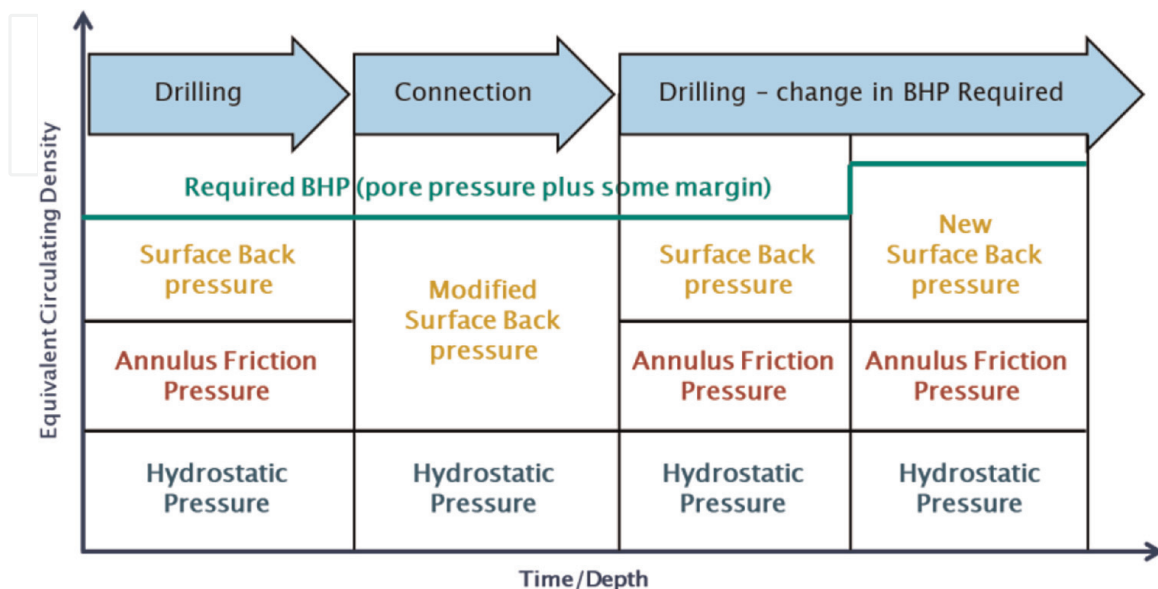 Drilling
Connection
Drilling – change in BHP Required
Required BHP (pore pressure plus some margin)
Surface Back
pressure
Modified
Surface Back
pressure
Surface Back
pressure
New
Surface Back
pressure
Annulus Friction
Pressure
Annulus Friction
Pressure
Annulus Friction
Pressure
Hydrostatic
Pressure
Hydrostatic
Pressure
Hydrostatic
Pressure
Hydrostatic
Pressure
Equivalent Circulating Density
Time/Depth